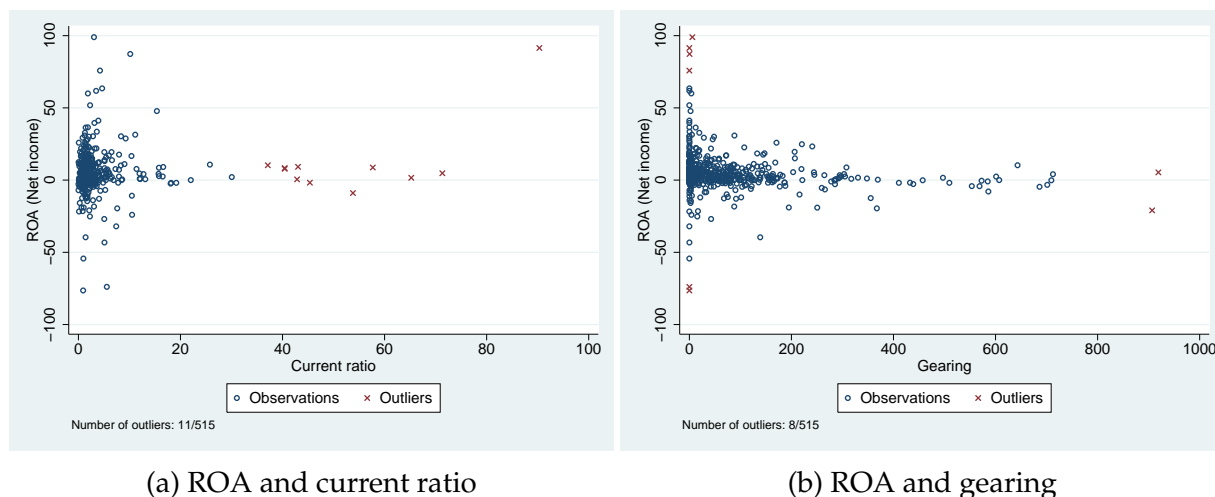 100
50
0
−50
−100
ROA (Net income)
0 20 40 60 80 100
Current ratio
Observations Outliers
Number of outliers: 11/515
(a) ROA and current ratio
100
50
0
−50
−100
ROA (Net income)
0 200 400 600 800 1000
Gearing
Observations Outliers
Number of outliers: 8/515
(b) ROA and gearing